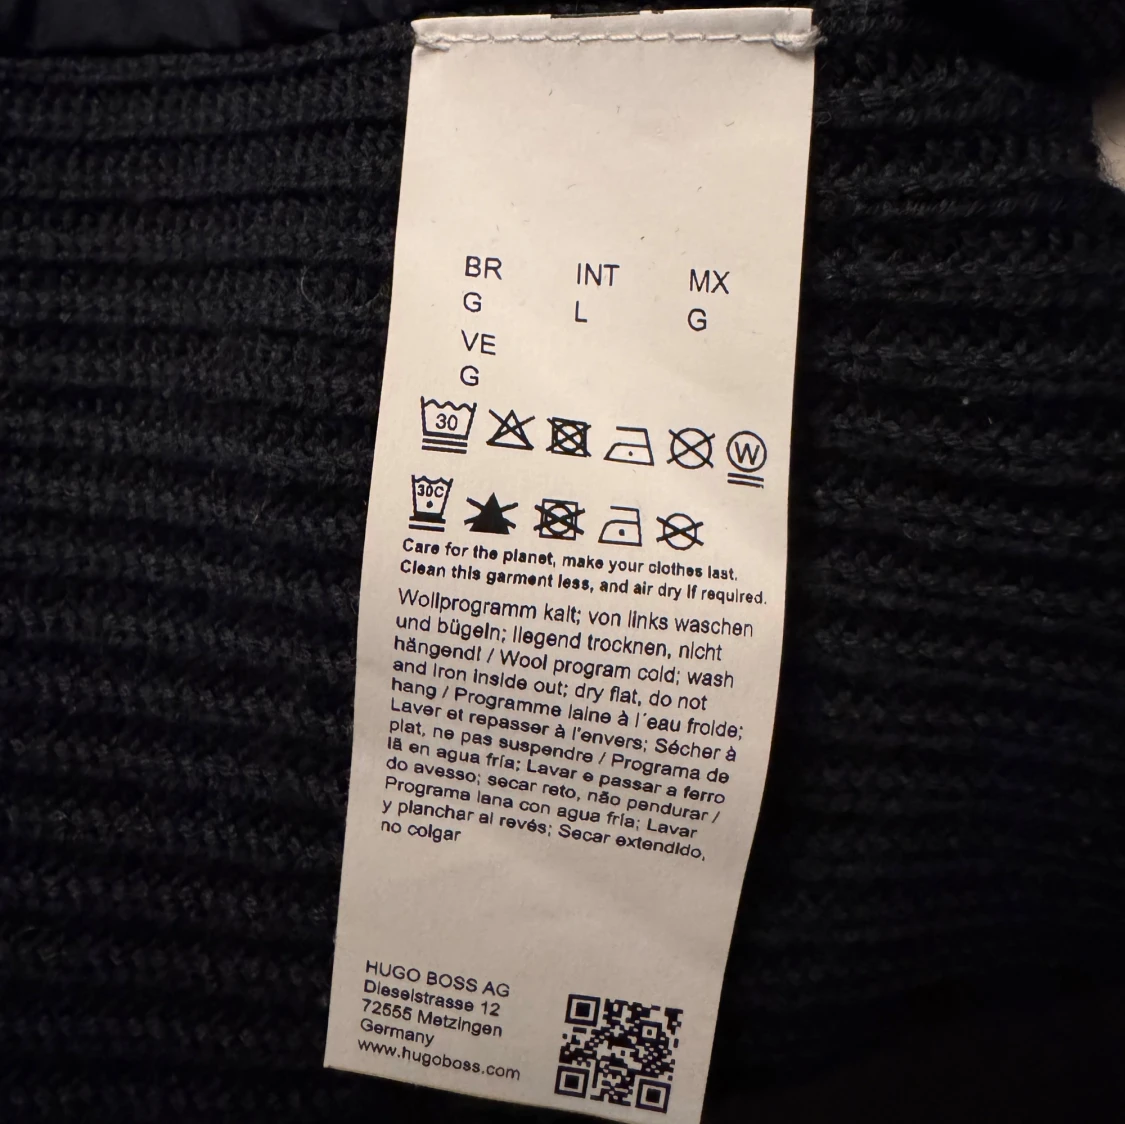 BR INT MX
G L G
VE
G
30 W
30C
Care for the planet, make your clothes last.
Clean this garment less, and air dry if required.
Wollprogramm kalt; von links waschen
und bügeln; liegend trocknen, nicht
hängend! / Wool program cold; wash
and iron inside out; dry flat, do not
hang / Programme laine à l'eau froide;
Laver et repasser à l'envers; Sécher à
plat, ne pas suspendre / Programa de
lã en agua fría; Lavar e passar a ferro
do avesso; secar reto, não pendurar /
Programa lana con agua fría; Lavar
y planchar al revés; Secar extendido,
no colgar
HUGO BOSS AG
Dieselstrasse 12
72555 Metzingen
Germany
www.hugoboss.com